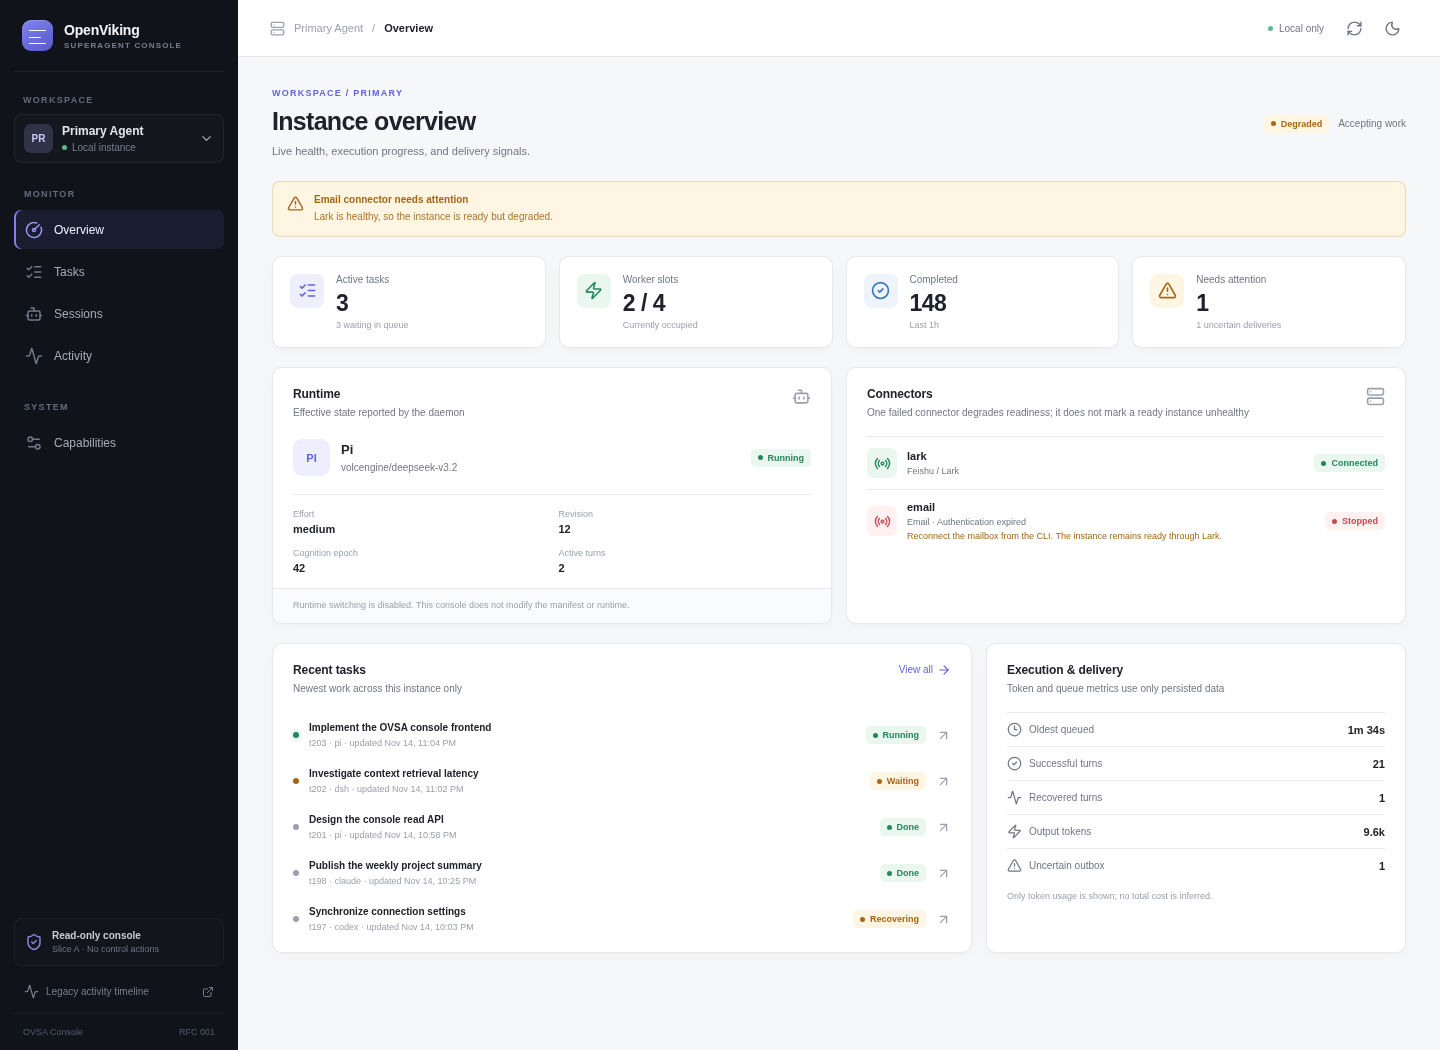 OpenViking
SUPERAGENT CONSOLE
WORKSPACE
PR
Primary Agent
Local instance
MONITOR
Overview
Tasks
Sessions
Activity
SYSTEM
Capabilities
Read-only console
Slice A · No control actions
Legacy activity timeline
OVSA Console
RFC 001
Primary Agent / Overview
Local only
WORKSPACE / PRIMARY
Instance overview
Live health, execution progress, and delivery signals.
Degraded
Accepting work
Email connector needs attention
Lark is healthy, so the instance is ready but degraded.
Active tasks
3
3 waiting in queue
Worker slots
2 / 4
Currently occupied
Completed
148
Last 1h
Needs attention
1
1 uncertain deliveries
Runtime
Effective state reported by the daemon
PI
Pi
volcengine/deepseek-v3.2
Running
Effort
medium
Revision
12
Cognition epoch
42
Active turns
2
Runtime switching is disabled. This console does not modify the manifest or runtime.
Connectors
One failed connector degrades readiness; it does not mark a ready instance unhealthy
lark
Feishu / Lark
Connected
email
Email · Authentication expired
Reconnect the mailbox from the CLI. The instance remains ready through Lark.
Stopped
Recent tasks
Newest work across this instance only
View all
Implement the OVSA console frontend
t203 · pi · updated Nov 14, 11:04 PM
Running
Investigate context retrieval latency
t202 · dsh · updated Nov 14, 11:02 PM
Waiting
Design the console read API
t201 · pi · updated Nov 14, 10:58 PM
Done
Publish the weekly project summary
t198 · claude · updated Nov 14, 10:25 PM
Done
Synchronize connection settings
t197 · codex · updated Nov 14, 10:03 PM
Recovering
Execution & delivery
Token and queue metrics use only persisted data
Oldest queued 1m 34s
Successful turns 21
Recovered turns 1
Output tokens 9.6k
Uncertain outbox 1
Only token usage is shown; no total cost is inferred.